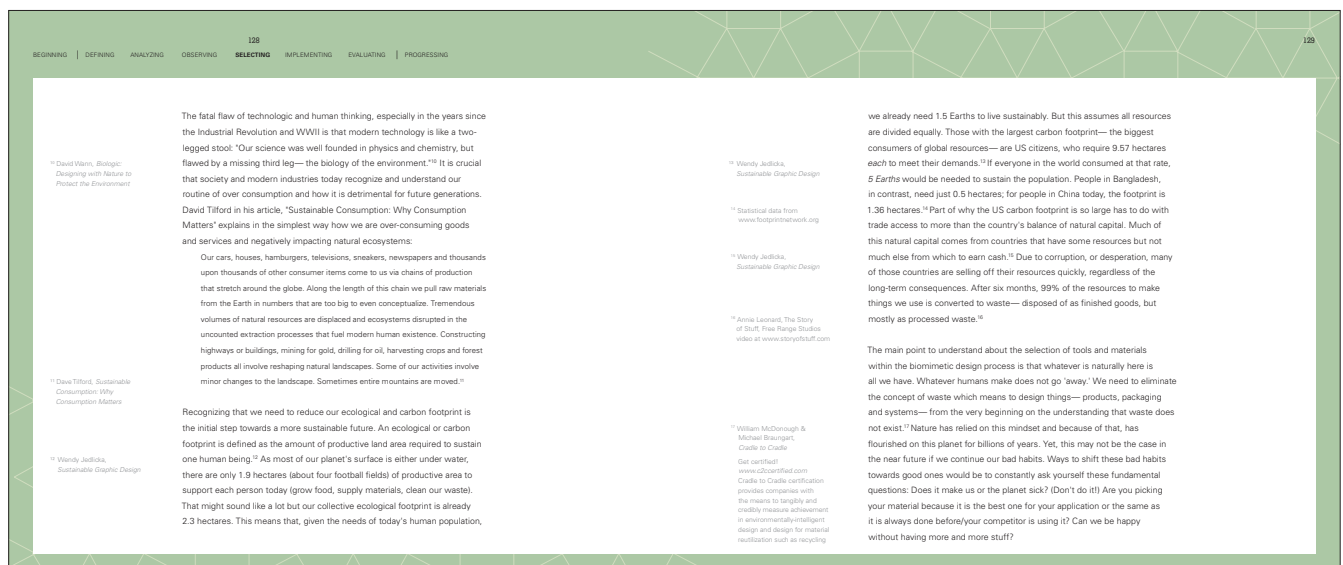 128
BEGINNING | DEFINING ANALYZING OBSERVING SELECTING IMPLEMENTING EVALUATING | PROGRESSING
The fatal flaw of technologic and human thinking, especially in the years since
the Industrial Revolution and WWII is that modern technology is like a two-
legged stool: "Our science was well founded in physics and chemistry, but
flawed by a missing third leg— the biology of the environment."¹⁰ It is crucial
that society and modern industries today recognize and understand our
routine of over consumption and how it is detrimental for future generations.
David Tilford in his article, "Sustainable Consumption: Why Consumption
Matters" explains in the simplest way how we are over-consuming goods
and services and negatively impacting natural ecosystems:
Our cars, houses, hamburgers, televisions, sneakers, newspapers and thousands
upon thousands of other consumer items come to us via chains of production
that stretch around the globe. Along the length of this chain we pull raw materials
from the Earth in numbers that are too big to even conceptualize. Tremendous
volumes of natural resources are displaced and ecosystems disrupted in the
uncounted extraction processes that fuel modern human existence. Constructing
highways or buildings, mining for gold, drilling for oil, harvesting crops and forest
products all involve reshaping natural landscapes. Some of our activities involve
minor changes to the landscape. Sometimes entire mountains are moved.¹¹
Recognizing that we need to reduce our ecological and carbon footprint is
the initial step towards a more sustainable future. An ecological or carbon
footprint is defined as the amount of productive land area required to sustain
one human being.¹² As most of our planet's surface is either under water,
there are only 1.9 hectares (about four football fields) of productive area to
support each person today (grow food, supply materials, clean our waste).
That might sound like a lot but our collective ecological footprint is already
2.3 hectares. This means that, given the needs of today's human population,
¹⁰ David Wann, Biologic:
Designing with Nature to
Protect the Environment
¹¹ Dave Tilford, Sustainable
Consumption: Why
Consumption Matters
¹² Wendy Jedlicka,
Sustainable Graphic Design
129
we already need 1.5 Earths to live sustainably. But this assumes all resources
are divided equally. Those with the largest carbon footprint— the biggest
consumers of global resources— are US citizens, who require 9.57 hectares
each to meet their demands.¹³ If everyone in the world consumed at that rate,
5 Earths would be needed to sustain the population. People in Bangladesh,
in contrast, need just 0.5 hectares; for people in China today, the footprint is
1.36 hectares.¹⁴ Part of why the US carbon footprint is so large has to do with
trade access to more than the country's balance of natural capital. Much of
this natural capital comes from countries that have some resources but not
much else from which to earn cash.¹⁵ Due to corruption, or desperation, many
of those countries are selling off their resources quickly, regardless of the
long-term consequences. After six months, 99% of the resources to make
things we use is converted to waste— disposed of as finished goods, but
mostly as processed waste.¹⁶
The main point to understand about the selection of tools and materials
within the biomimetic design process is that whatever is naturally here is
all we have. Whatever humans make does not go 'away.' We need to eliminate
the concept of waste which means to design things— products, packaging
and systems— from the very beginning on the understanding that waste does
not exist.¹⁷ Nature has relied on this mindset and because of that, has
flourished on this planet for billions of years. Yet, this may not be the case in
the near future if we continue our bad habits. Ways to shift these bad habits
towards good ones would be to constantly ask yourself these fundamental
questions: Does it make us or the planet sick? (Don't do it!) Are you picking
your material because it is the best one for your application or the same as
it is always done before/your competitor is using it? Can we be happy
without having more and more stuff?
Wendy Jedlicka,
Sustainable Graphic Design
Statistical data from
www.footprintnetwork.org
Wendy Jedlicka,
Sustainable Graphic Design
¹⁶ Annie Leonard, The Story
of Stuff, Free Range Studios
video at www.storyofstuff.com
¹⁷ William McDonough &
Michael Braungart,
Cradle to Cradle
Get certified!
www.c2ccertified.com
Cradle to Cradle certification
provides companies with
the means to tangibly and
credibly measure achievement
in environmentally-intelligent
design and design for material
reutilization such as recycling.